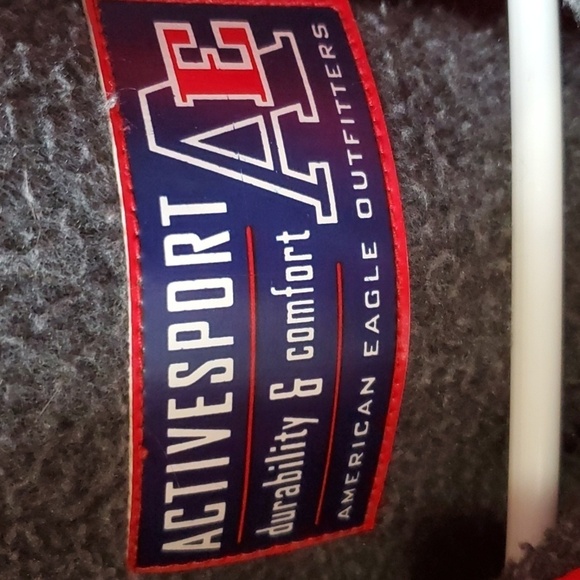 ACTIVESPORT
durability & comfort
AMERICAN EAGLE OUTFITTERS
AE